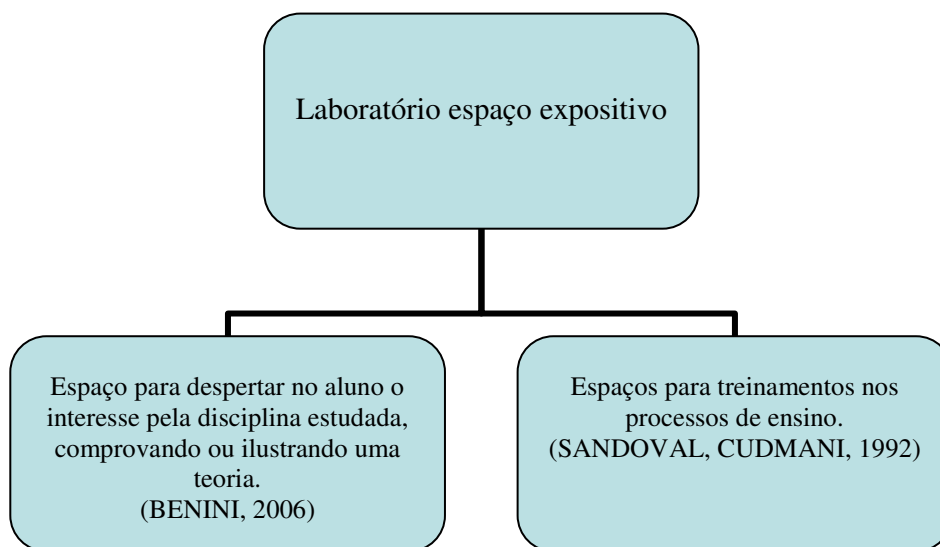 Laboratório espaço expositivo
Espaço para despertar no aluno o
interesse pela disciplina estudada,
comprovando ou ilustrando uma
teoria.
(BENINI, 2006)
Espaços para treinamentos nos
processos de ensino.
(SANDOVAL, CUDMANI, 1992)